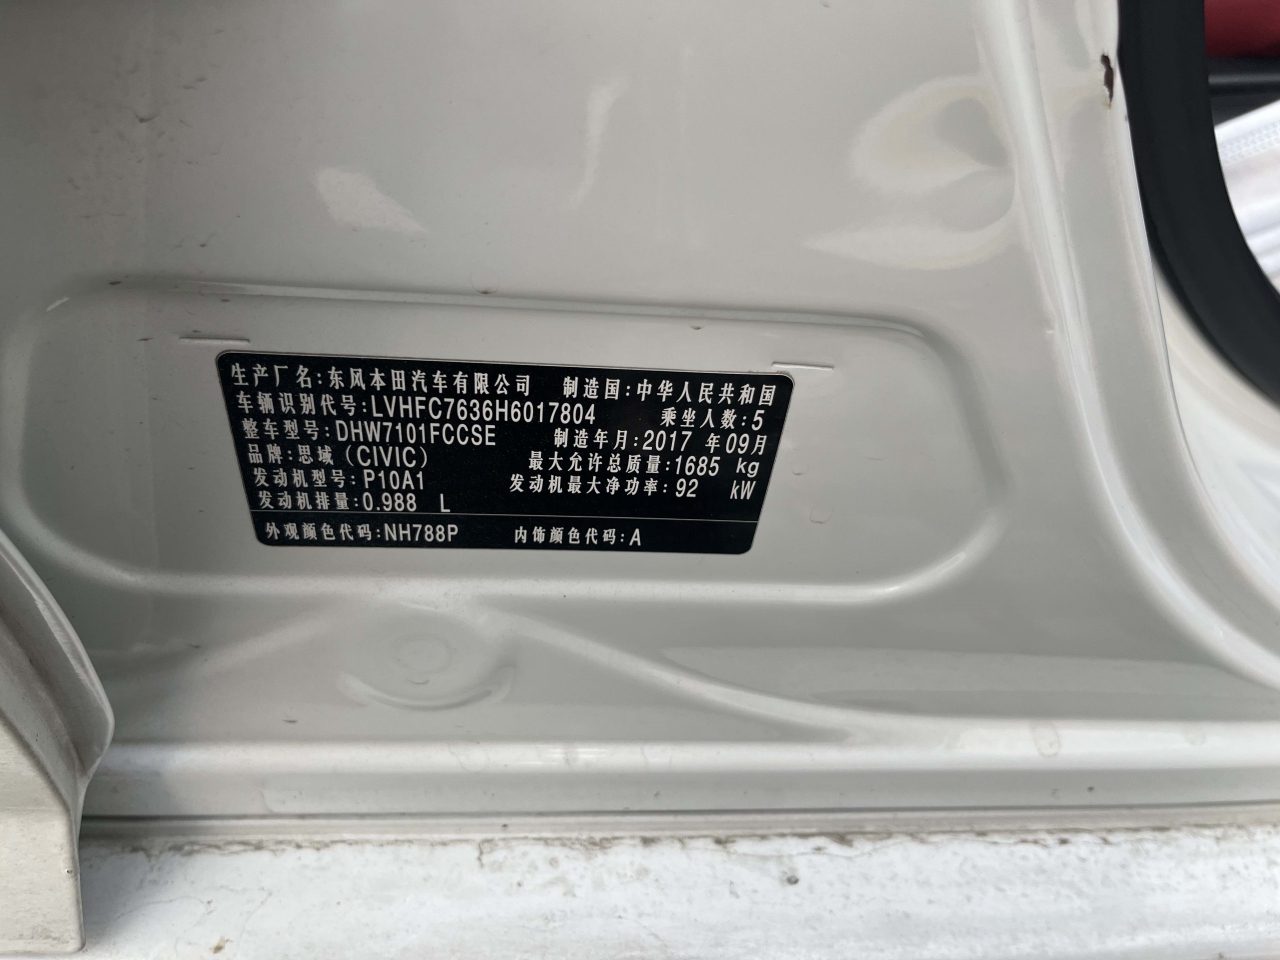 生产厂名:东风本田汽车有限公司 制造国:中华人民共和国
车辆识别代号:LVHFC7636H6017804 乘坐人数:5
整车型号:DHW7101FCCSE 制造年月:2017 年09月
品牌:思域(CIVIC) 最大允许总质量:1685 kg
发动机型号:P10A1 发动机最大净功率:92 kW
发动机排量:0.988 L
外观颜色代码:NH788P 内饰颜色代码:A